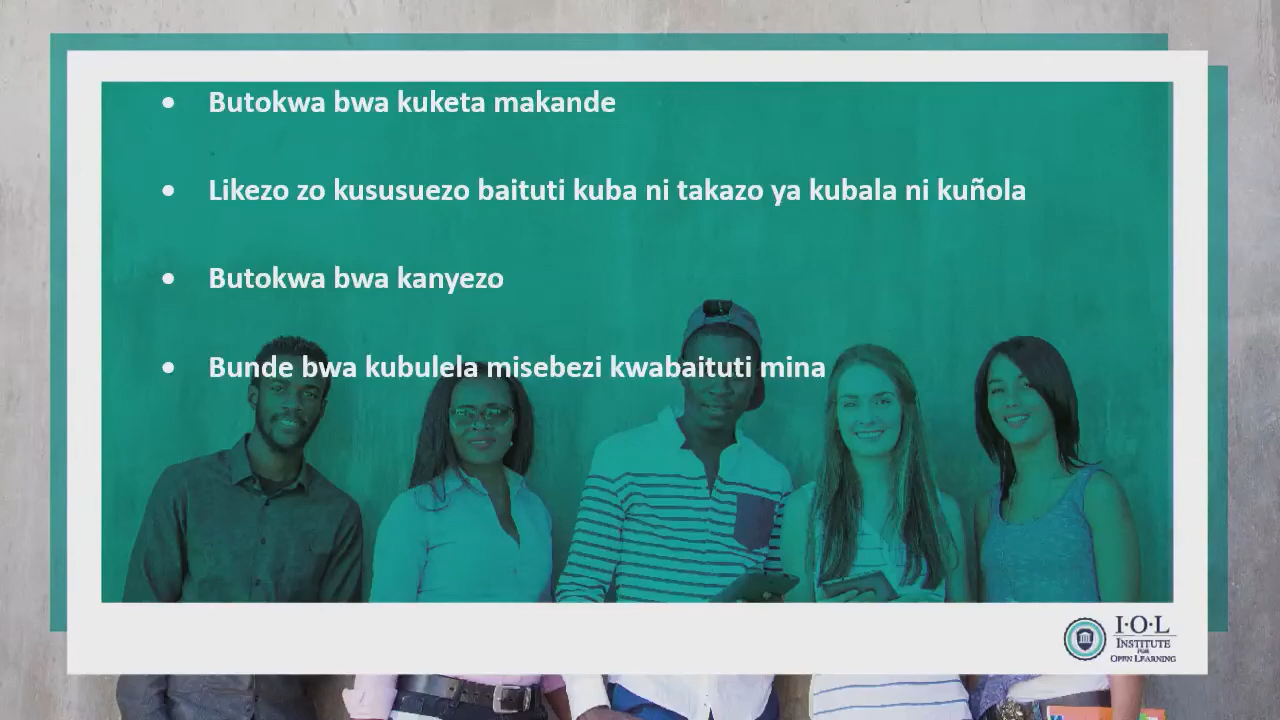 • Butokwa bwa kuketa makande
• Likezo zo kususuezo baituti kuba ni takazo ya kubala ni kuñola
• Butokwa bwa kanyezo
• Bunde bwa kubulela misebezi kwabaituti mina
I·O·L
INSTITUTE
FOR
OPEN LEARNING